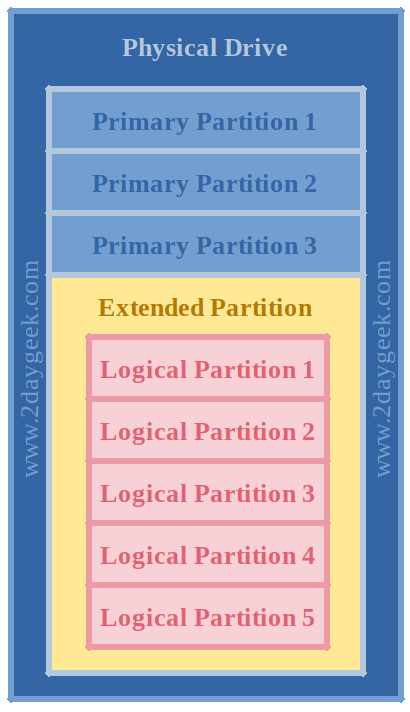 Physical Drive
Primary Partition 1
Primary Partition 2
Primary Partition 3
Extended Partition
Logical Partition 1
Logical Partition 2
Logical Partition 3
Logical Partition 4
Logical Partition 5
www.2daygeek.com
www.2daygeek.com